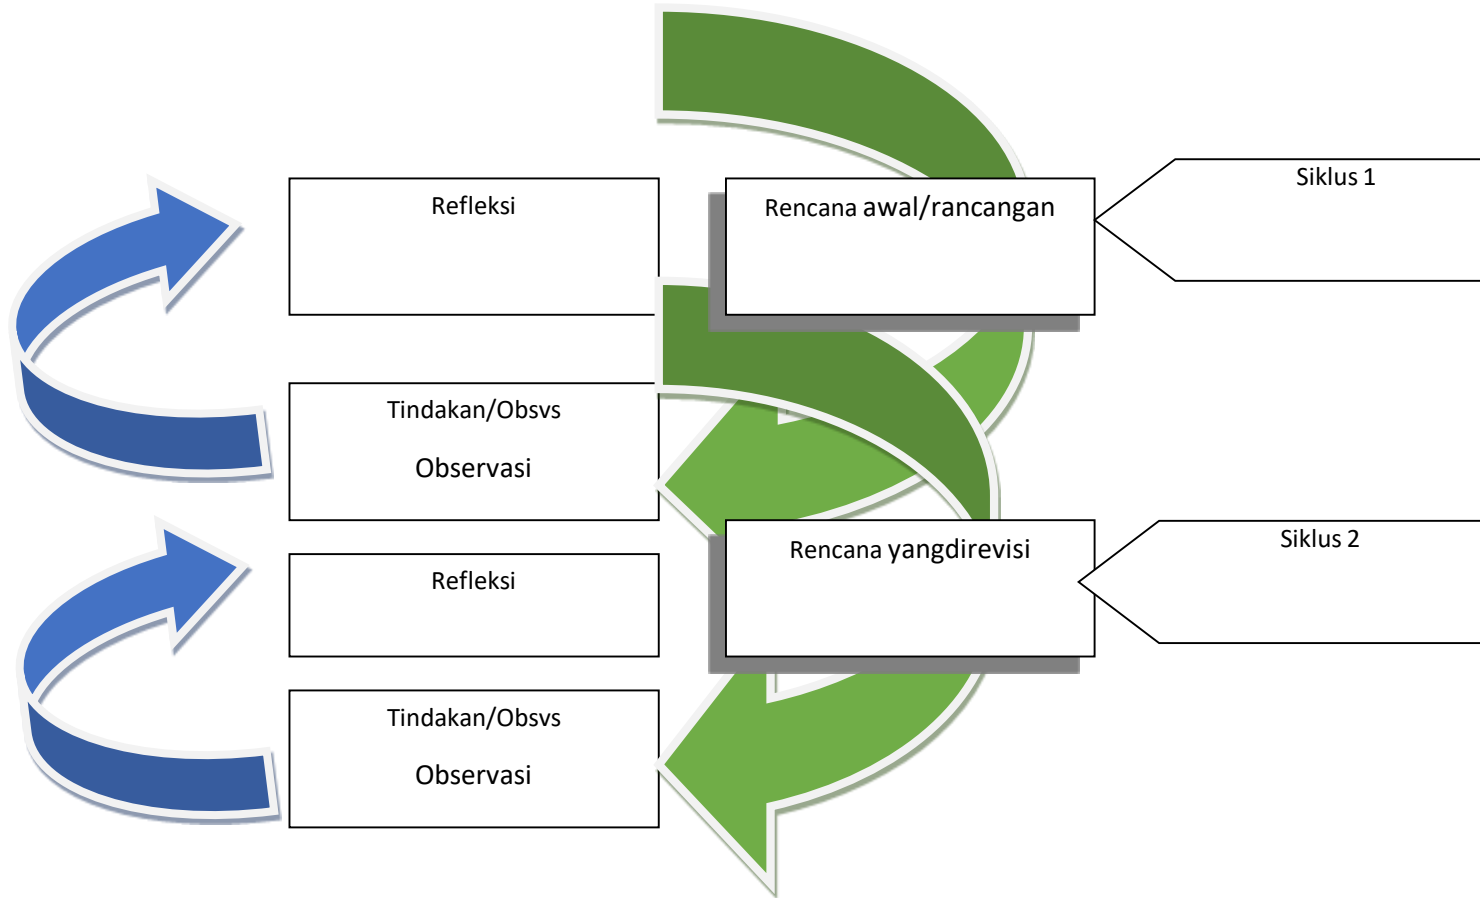 Siklus 1
Refleksi
Rencana awal/rancangan
Tindakan/Obsvs
Observasi
Siklus 2
Rencana yangdirevisi
Refleksi
Tindakan/Obsvs
Observasi